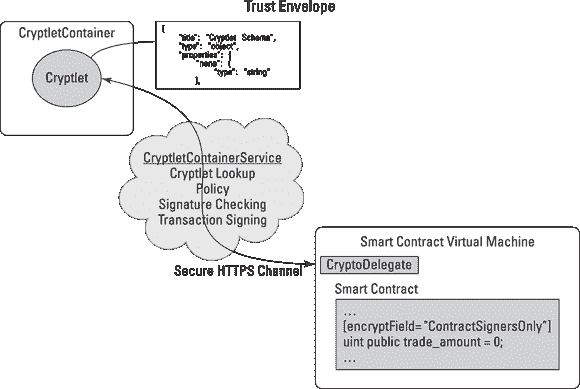 Trust Envelope
CryptletContainer
Cryptlet
{
"title": "Cryptlet Schema",
"type": "object",
"properties": {
"name": {
"type": "string"
},
CryptletContainerService
Cryptlet Lookup
Policy
Signature Checking
Transaction Signing
Secure HTTPS Channel
Smart Contract Virtual Machine
CryptoDelegate
Smart Contract
...
[encryptField="ContractSignersOnly"]
uint public trade_amount = 0;
...